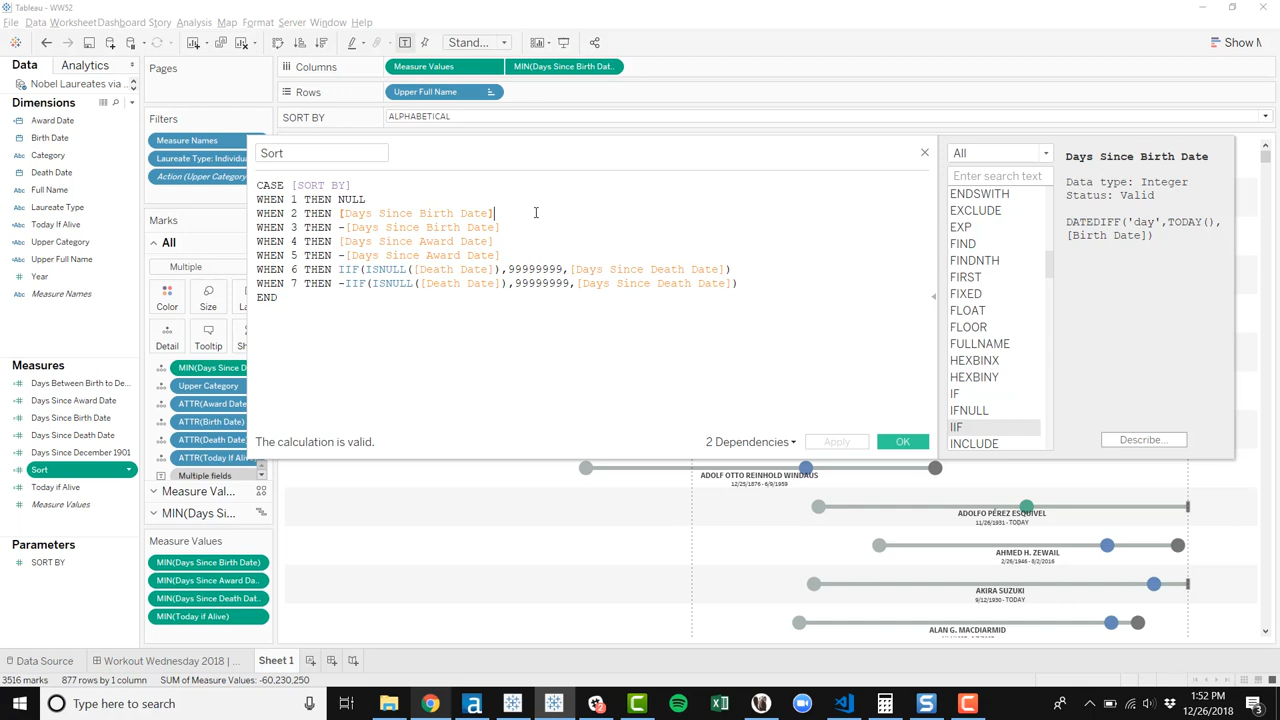 Tableau - WW52
File Data Worksheet Dashboard Story Analysis Map Format Server Window Help
Stand...
Show M
Data
Analytics
Pages
Columns
Measure Values
MIN(Days Since Birth Dat..
Nobel Laureates via ...
Rows
Upper Full Name
Dimensions
SORT BY
ALPHABETICAL
Award Date
Birth Date
Category
Death Date
Full Name
Laureate Type
Today If Alive
Upper Category
Upper Full Name
Year
Measure Names
Filters
Measure Names
Laureate Type: Individu
Action (Upper Category
Marks
All
Multiple
Color
Size
Detail
Tooltip
MIN(Days Since D
Upper Category
ATTR(Award Date
ATTR(Birth Date)
ATTR(Death Date)
ATTR(Today If Aliv
Multiple fields
Measure Val...
MIN(Days Si...
Measure Values
MIN(Days Since Birth Date)
MIN(Days Since Award Da..
MIN(Days Since Death Dat..
MIN(Today if Alive)
Measures
Days Between Birth to De...
Days Since Award Date
Days Since Birth Date
Days Since Death Date
Days Since December 1901
Sort
Today if Alive
Measure Values
Parameters
SORT BY
Sort
CASE [SORT BY]
WHEN 1 THEN NULL
WHEN 2 THEN [Days Since Birth Date]
WHEN 3 THEN -[Days Since Birth Date]
WHEN 4 THEN [Days Since Award Date]
WHEN 5 THEN -[Days Since Award Date]
WHEN 6 THEN IIF(ISNULL([Death Date]),99999999,[Days Since Death Date])
WHEN 7 THEN -IIF(ISNULL([Death Date]),99999999,[Days Since Death Date])
END
The calculation is valid.
2 Dependencies
Apply
OK
All
Enter search text
ENDSWITH
EXCLUDE
EXP
FIND
FINDNTH
FIRST
FIXED
FLOAT
FLOOR
FULLNAME
HEXBINX
HEXBINY
IF
IFNULL
IIF
INCLUDE
Days Since Birth Date
Data type: Integer
Status: Valid
DATEDIFF('day',TODAY(),
[Birth Date])
Describe...
ADOLF OTTO REINHOLD WINDAUS
12/25/1876 - 6/9/1959
ADOLFO PÉREZ ESQUIVEL
11/26/1931 - TODAY
AHMED H. ZEWAIL
2/26/1946 - 8/2/2016
AKIRA SUZUKI
9/12/1930 - TODAY
ALAN G. MACDIARMID
Data Source
Workout Wednesday 2018 | ...
Sheet 1
3516 marks
877 rows by 1 column
SUM of Measure Values: -60,230,250
Type here to search
1:52 PM
12/26/2018